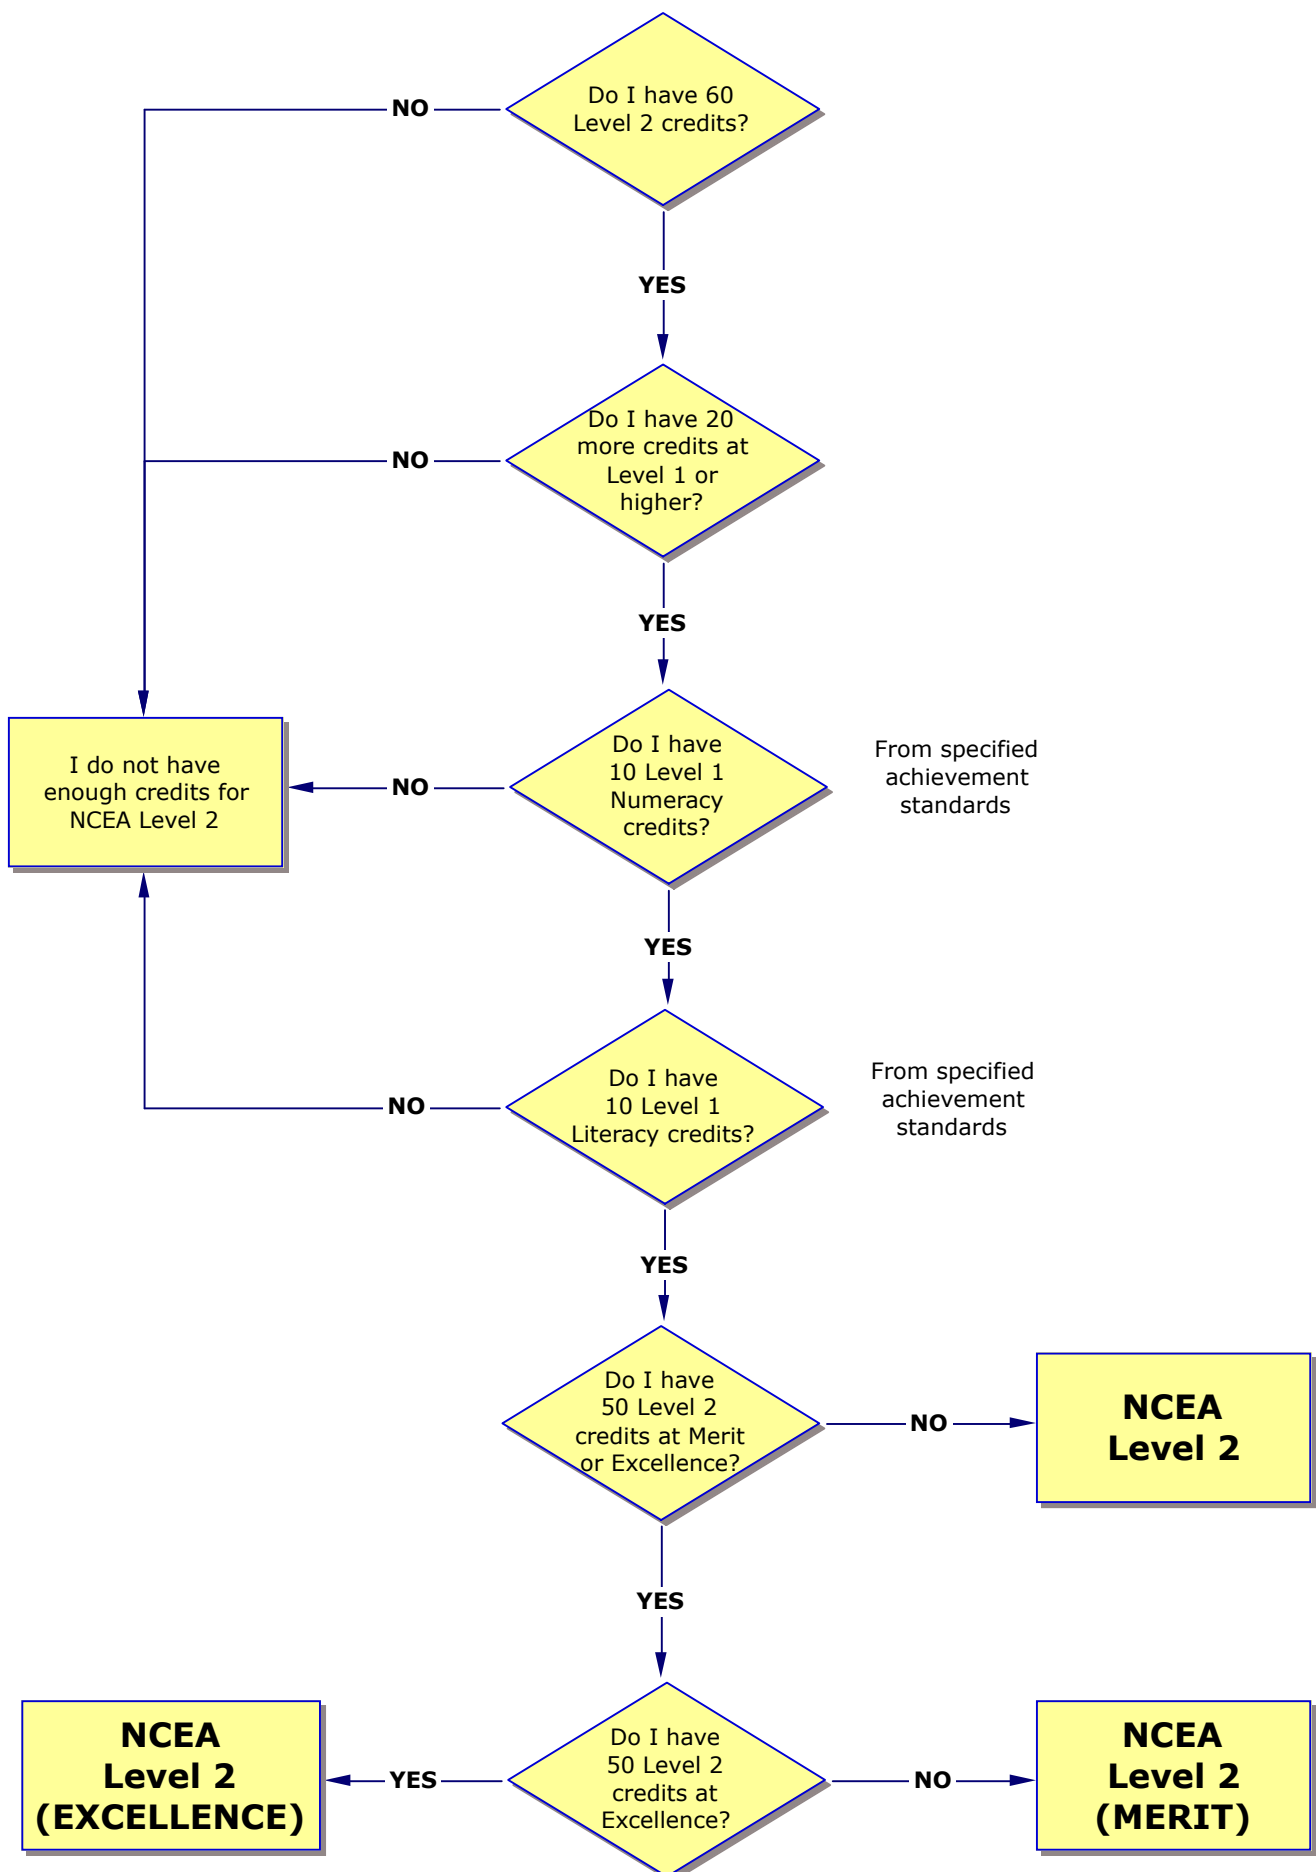 Do I have 60
Level 2 credits?
NO
YES
Do I have 20
more credits at
Level 1 or
higher?
NO
YES
I do not have
enough credits for
NCEA Level 2
NO
Do I have
10 Level 1
Numeracy
credits?
From specified
achievement
standards
YES
Do I have
10 Level 1
Literacy credits?
NO
From specified
achievement
standards
YES
Do I have
50 Level 2
credits at Merit
or Excellence?
NO
NCEA
Level 2
YES
NCEA
Level 2
(EXCELLENCE)
YES
Do I have
50 Level 2
credits at
Excellence?
NO
NCEA
Level 2
(MERIT)